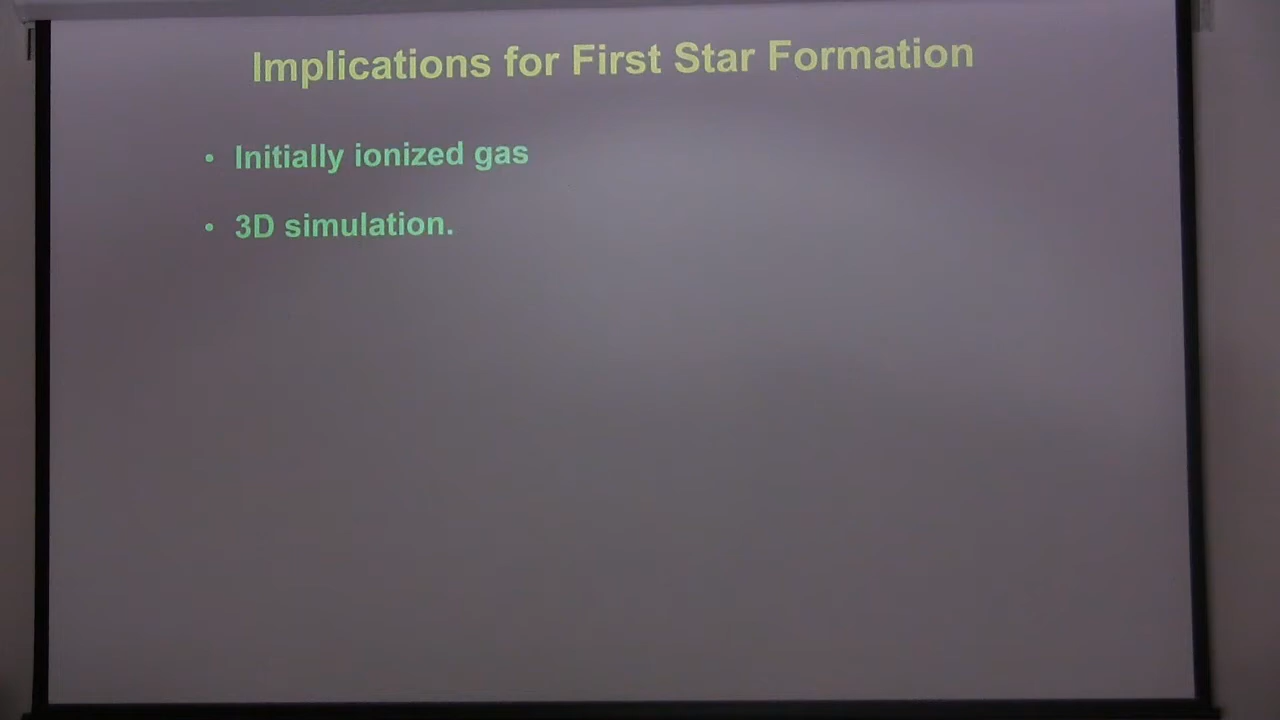 Implications for First Star Formation
• Initially ionized gas
• 3D simulation.